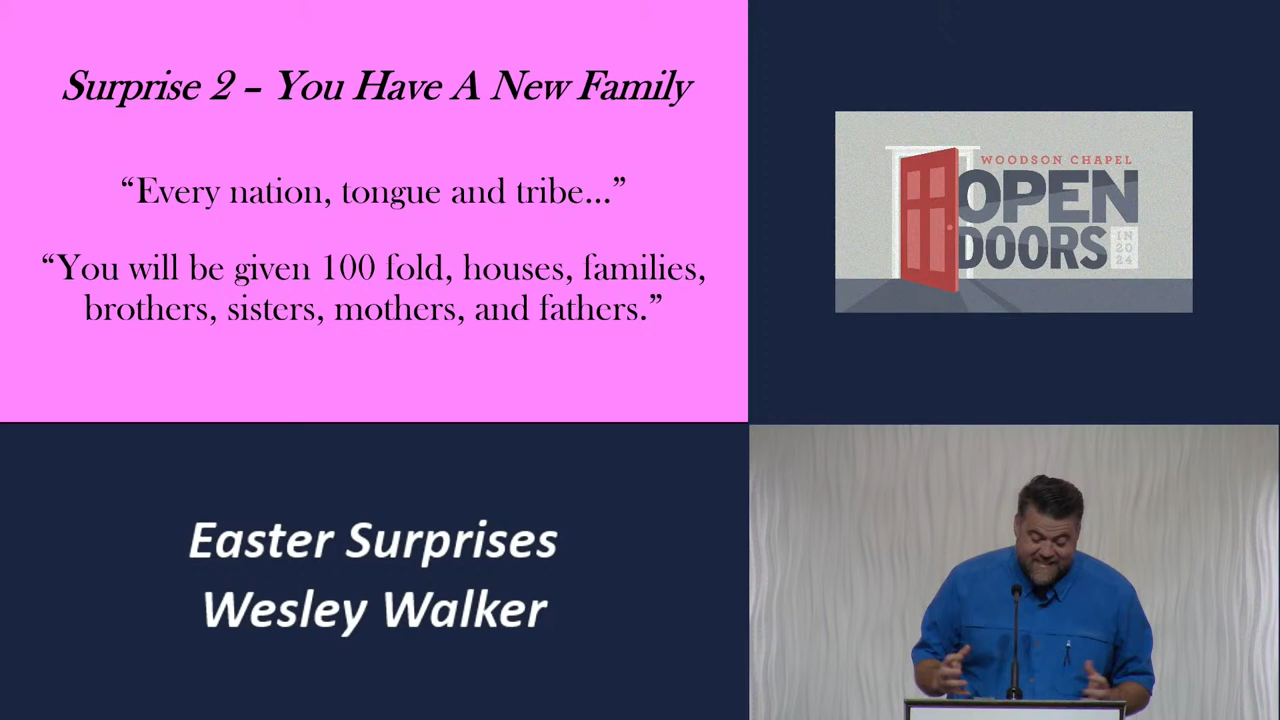 Surprise 2 – You Have A New Family
“Every nation, tongue and tribe...”
“You will be given 100 fold, houses, families,
brothers, sisters, mothers, and fathers.”
WOODSON CHAPEL
OPEN
DOORS
IN
20
24
Easter Surprises
Wesley Walker